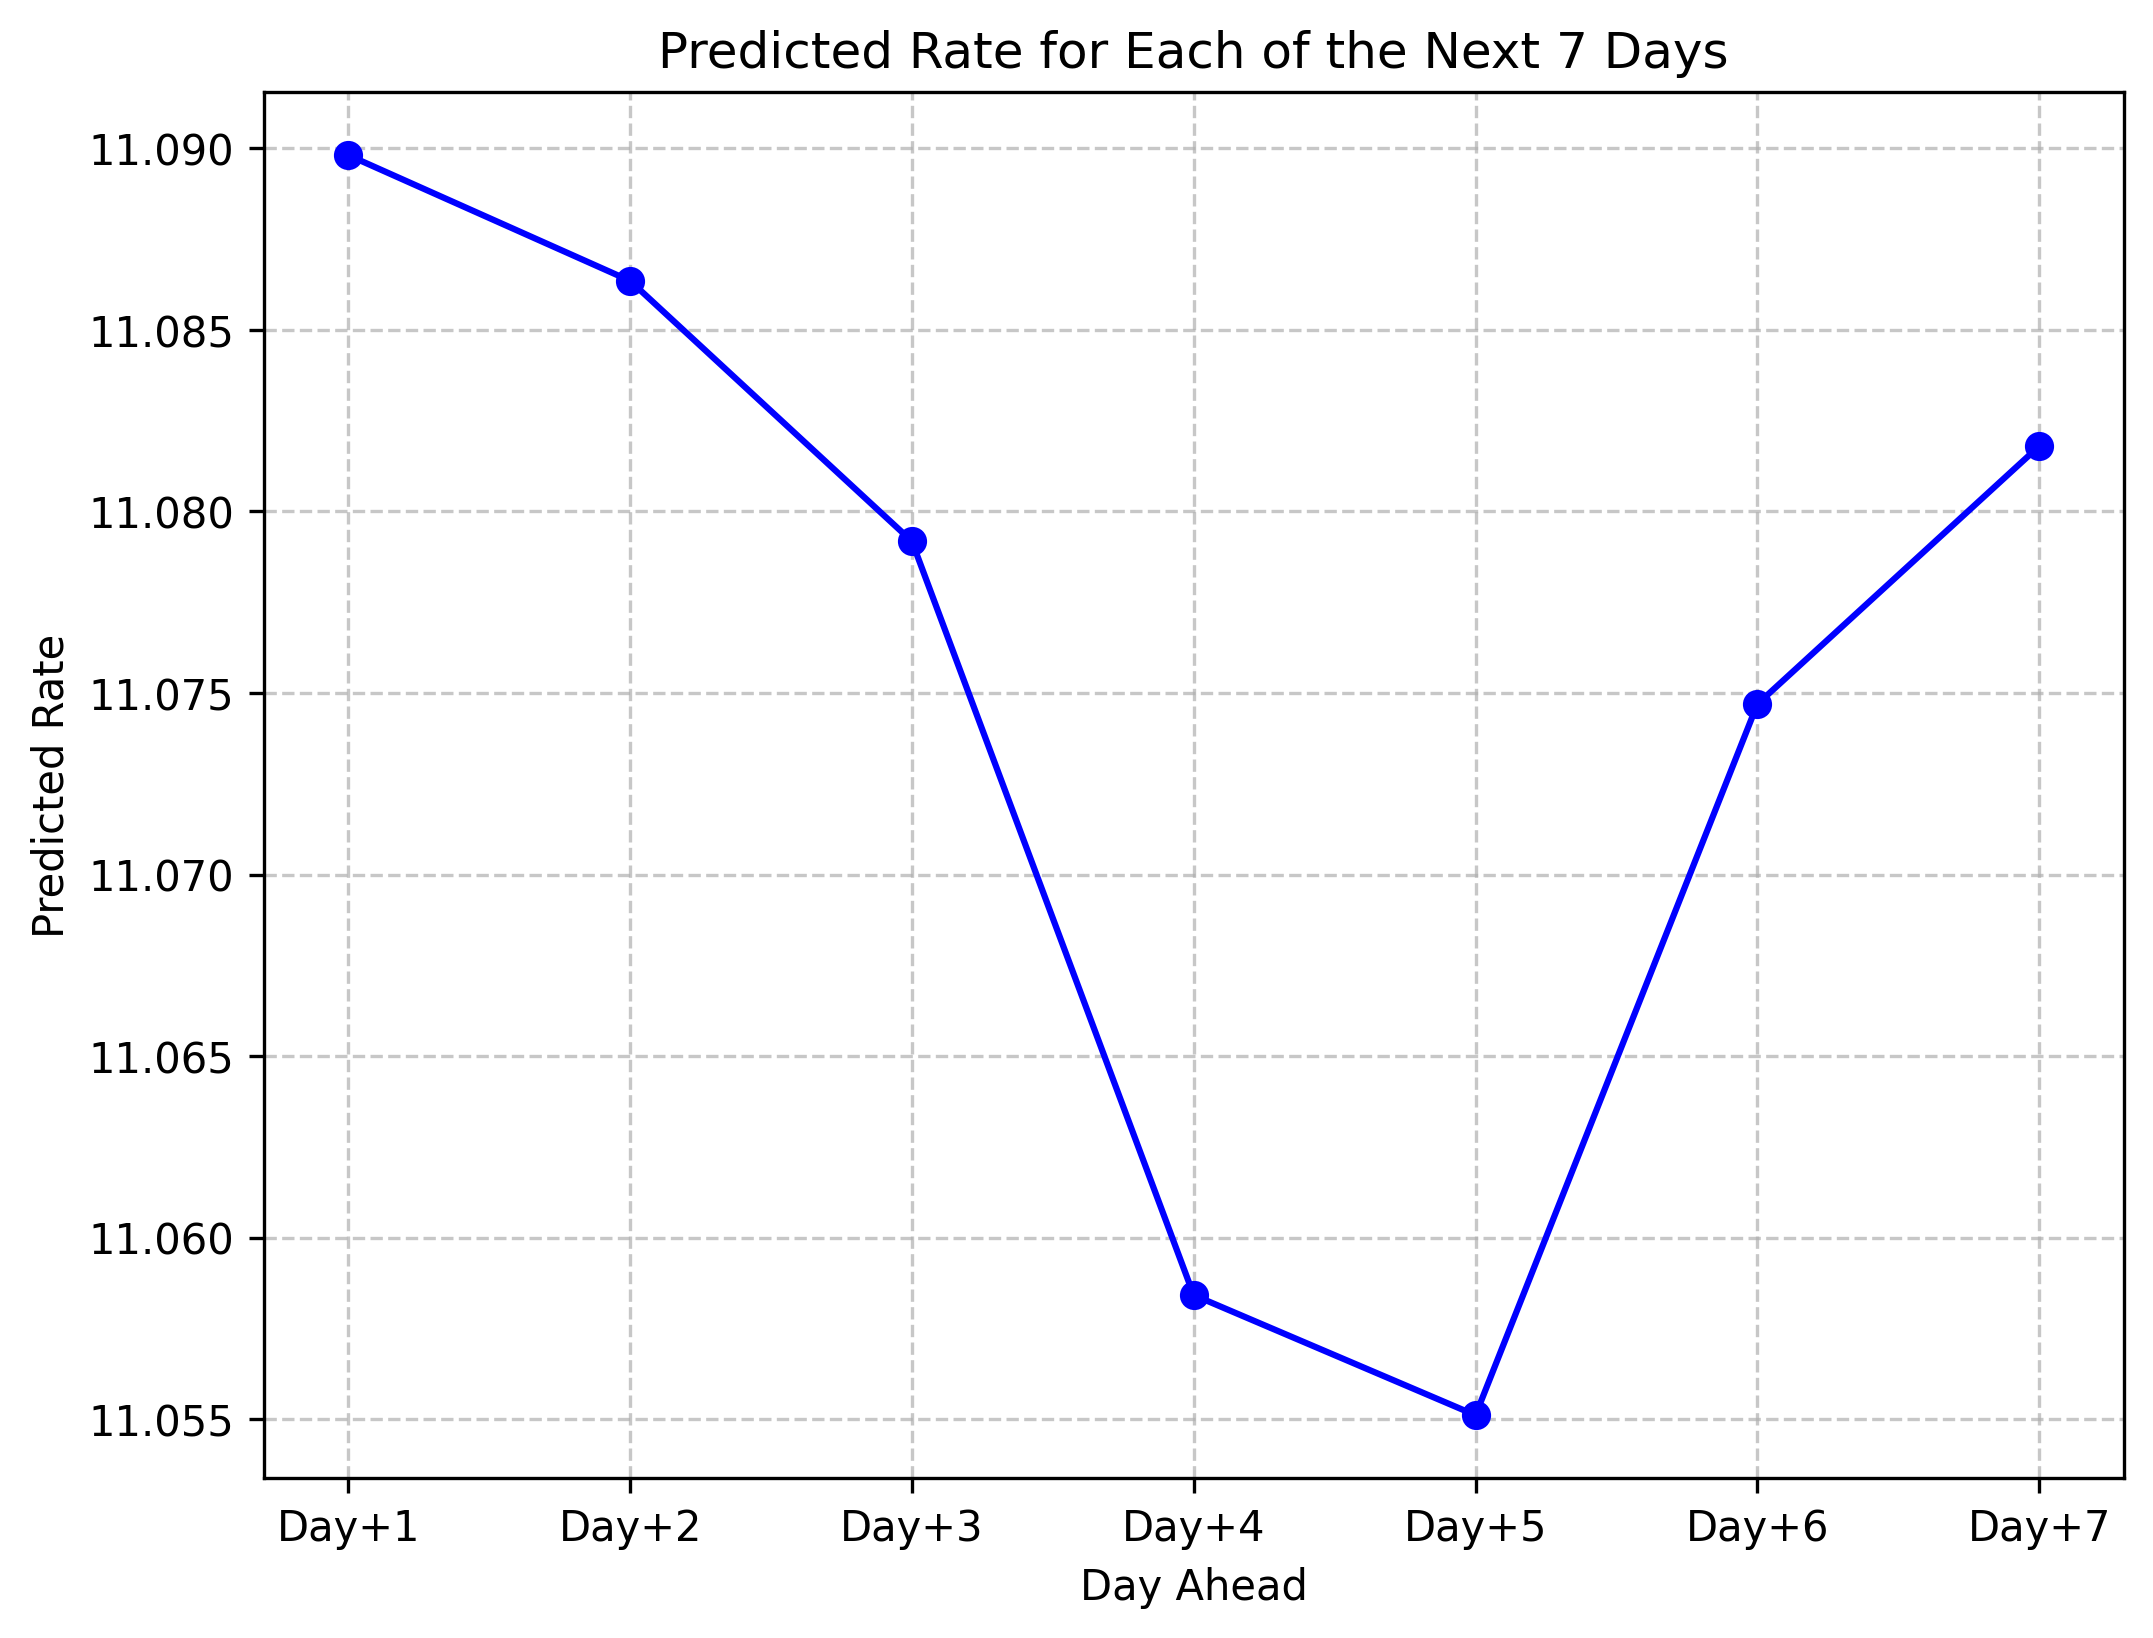 Predicted Rate for Each of the Next 7 Days
Predicted Rate
11.090
11.085
11.080
11.075
11.070
11.065
11.060
11.055
Day+1 Day+2 Day+3 Day+4 Day+5 Day+6 Day+7
Day Ahead